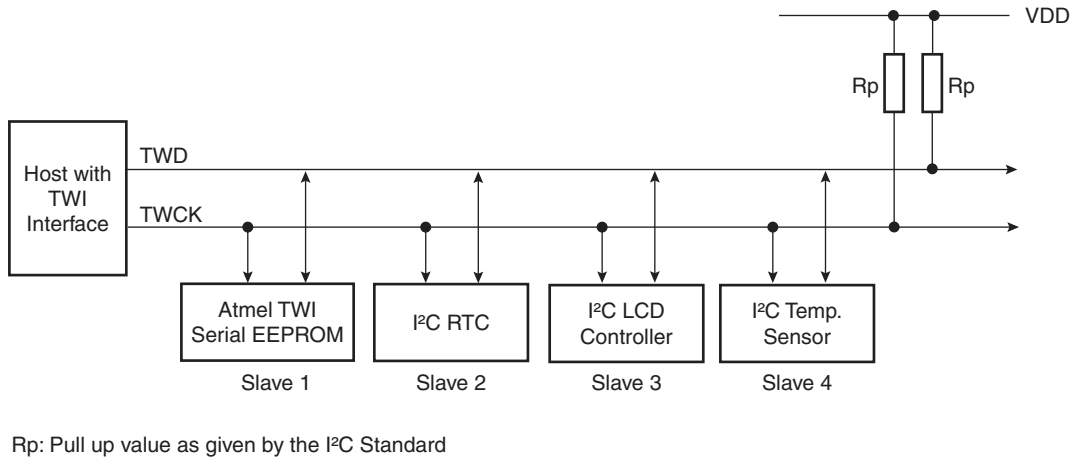 VDD
Rp Rp
Host with
TWI
Interface
TWD
TWCK
Atmel TWI
Serial EEPROM
I²C RTC
I²C LCD
Controller
I²C Temp.
Sensor
Slave 1
Slave 2
Slave 3
Slave 4
Rp: Pull up value as given by the I²C Standard